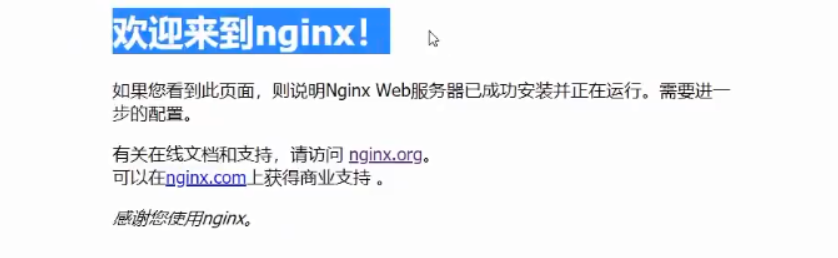 欢迎来到nginx！
如果您看到此页面，则说明Nginx Web服务器已成功安装并正在运行。需要进一
步的配置。
有关在线文档和支持，请访问 nginx.org。
可以在nginx.com上获得商业支持 。
感谢您使用nginx。